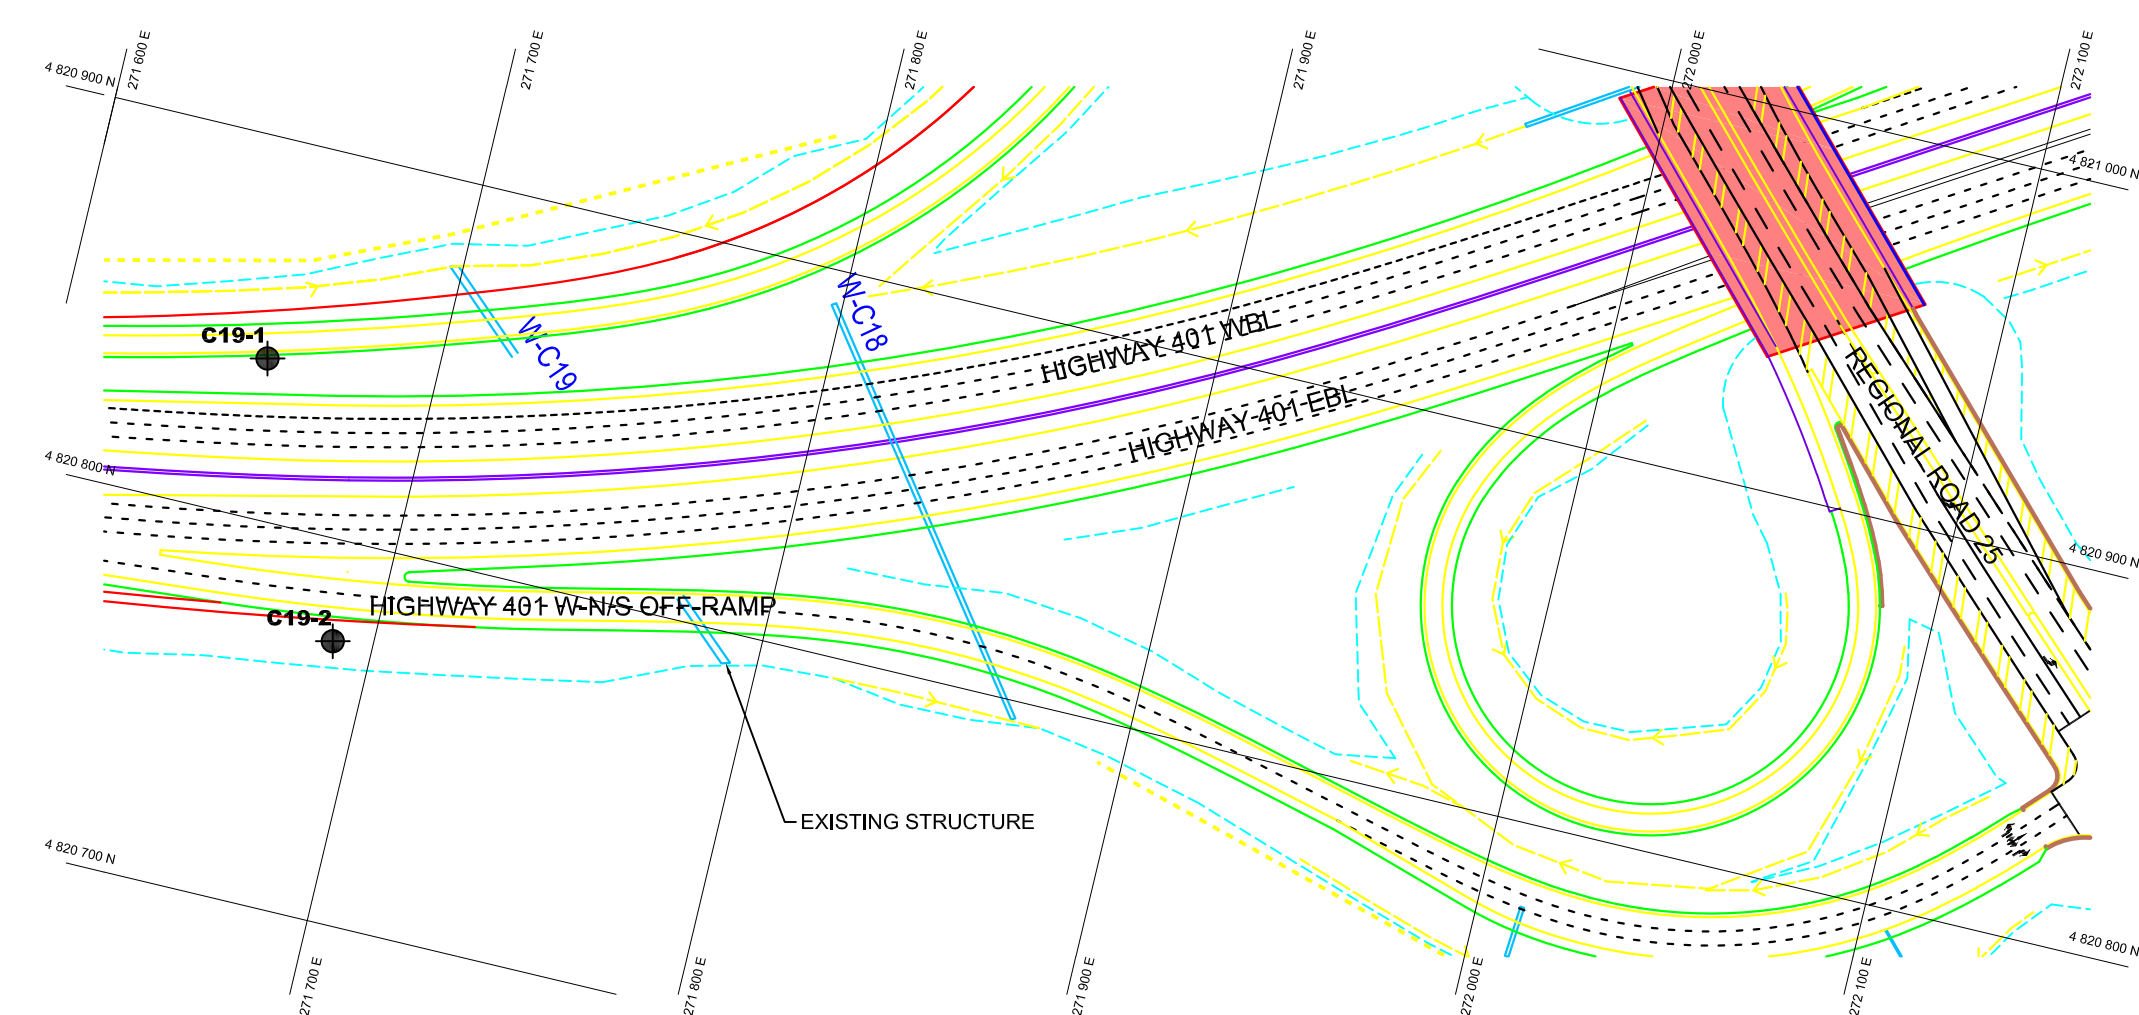 271 600 E
271 700 E
271 800 E
271 900 E
272 000 E
272 100 E
4 820 900 N
4 821 000 N
W-C18
C19-1
W-C19
HIGHWAY 401 WBL
REGIONAL ROAD 25
HIGHWAY 401 EBL
4 820 800 N
4 820 900 N
HIGHWAY 401 W-N/S OFF-RAMP
C19-2
EXISTING STRUCTURE
4 820 700 N
4 820 800 N
271 700 E
271 800 E
271 900 E
272 000 E
272 100 E